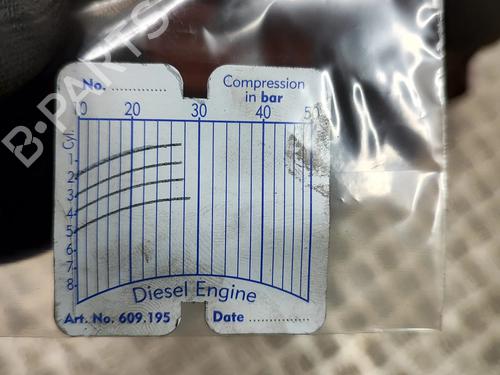 B-PARTS
No. ..............
Compression
in bar
10 20 30 40 50
Cyl.
1
2
3
4
5
6
7
8
Diesel Engine
Art. No. 609.195
Date ................